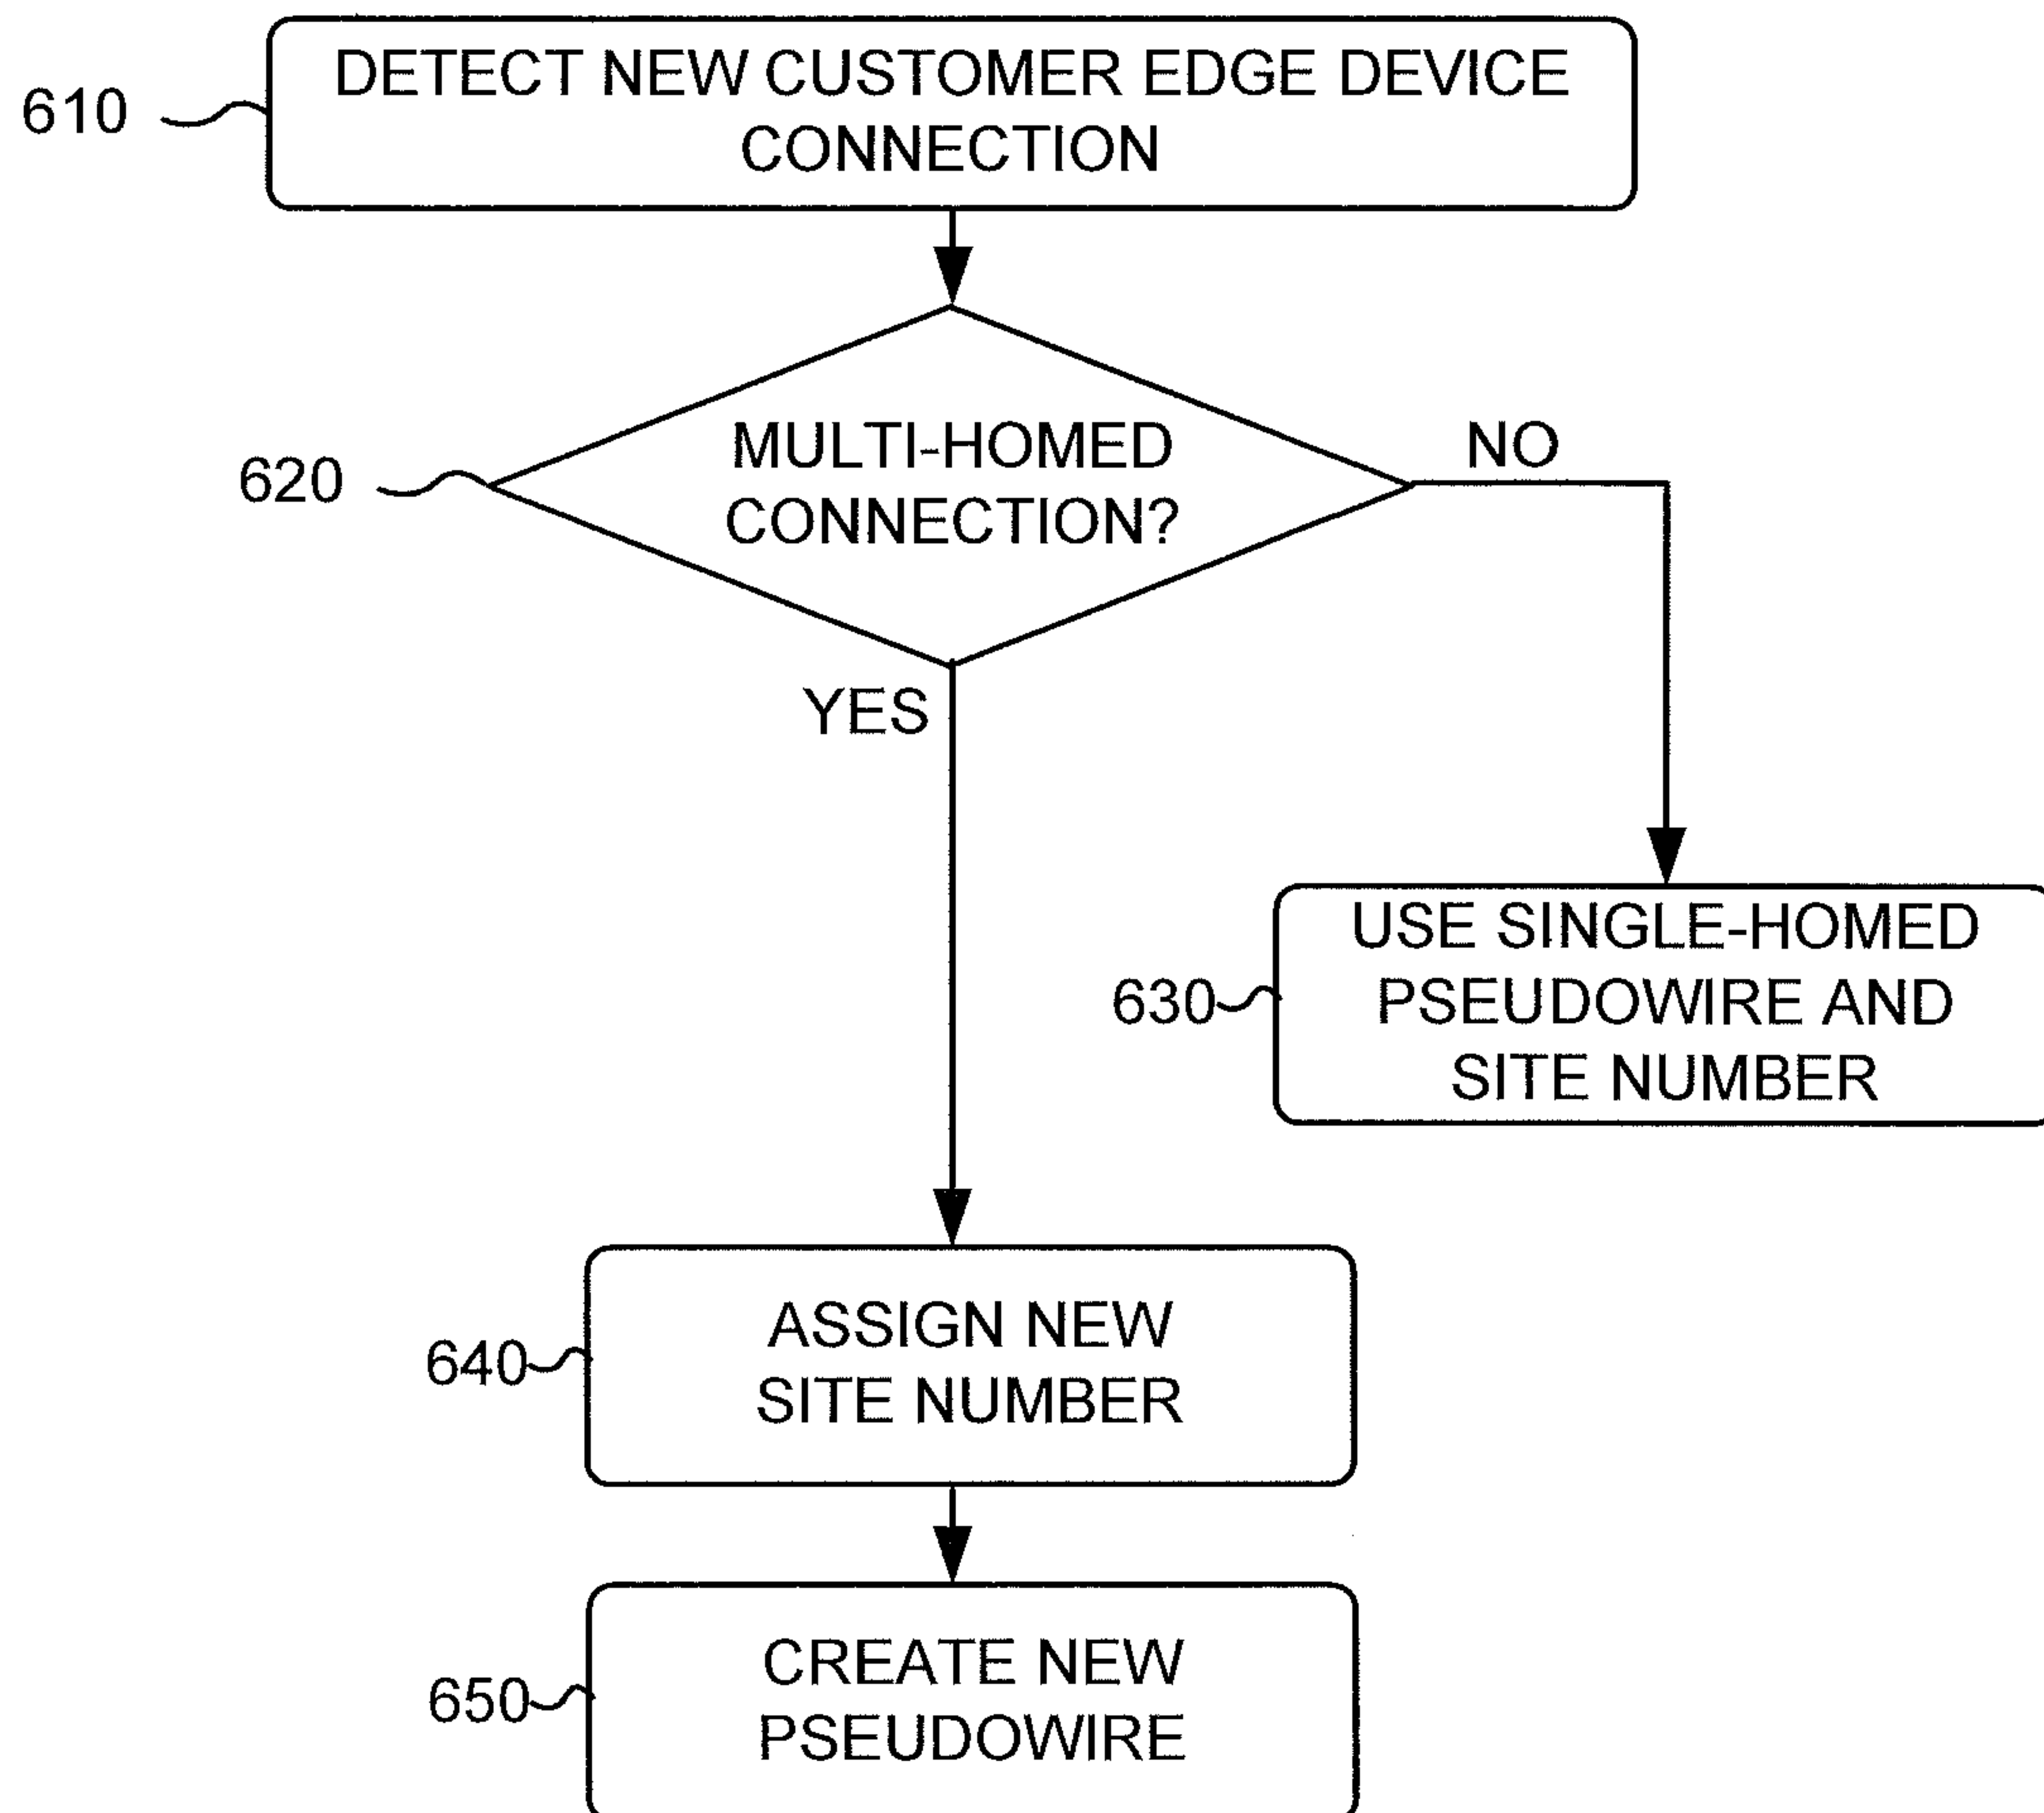 DETECT NEW CUSTOMER EDGE DEVICE
CONNECTION
610
MULTI-HOMED
CONNECTION?
620
NO
YES
USE SINGLE-HOMED
PSEUDOWIRE AND
SITE NUMBER
630
ASSIGN NEW
SITE NUMBER
640
CREATE NEW
PSEUDOWIRE
650